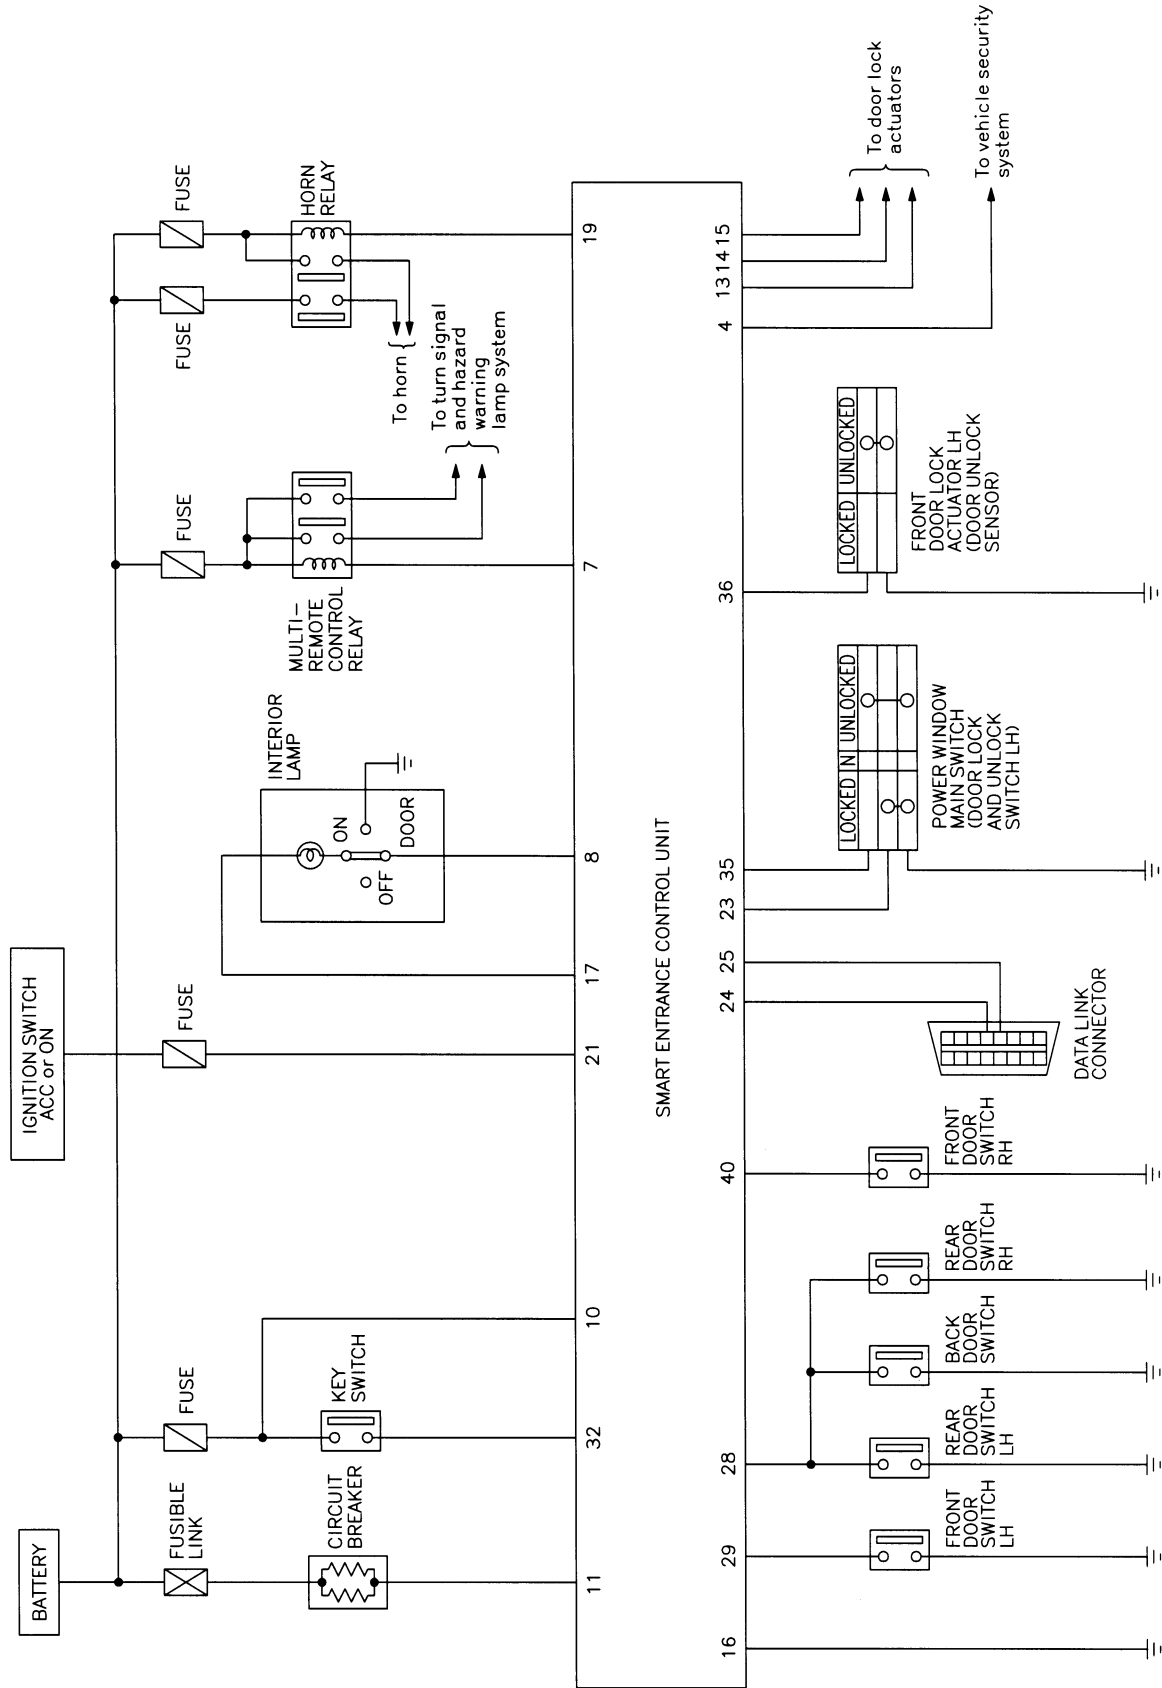 BATTERY
IGNITION SWITCH
ACC or ON
FUSIBLE
LINK
FUSE
FUSE
FUSE
FUSE
FUSE
CIRCUIT
BREAKER
KEY
SWITCH
INTERIOR
LAMP
ON
OFF
DOOR
MULTI-
REMOTE
CONTROL
RELAY
HORN
RELAY
To horn
To turn signal
and hazard
warning
lamp system
11
32
10
21
17
8
7
19
SMART ENTRANCE CONTROL UNIT
16
29
28
40
24
25
23
35
36
4
13
14
15
FRONT
DOOR
SWITCH
LH
REAR
DOOR
SWITCH
LH
BACK
DOOR
SWITCH
REAR
DOOR
SWITCH
RH
FRONT
DOOR
SWITCH
RH
DATA LINK
CONNECTOR
LOCKED N UNLOCKED
POWER WINDOW
MAIN SWITCH
(DOOR LOCK
AND UNLOCK
SWITCH LH)
LOCKED UNLOCKED
FRONT
DOOR LOCK
ACTUATOR LH
(DOOR UNLOCK
SENSOR)
To door lock
actuators
To vehicle security
system